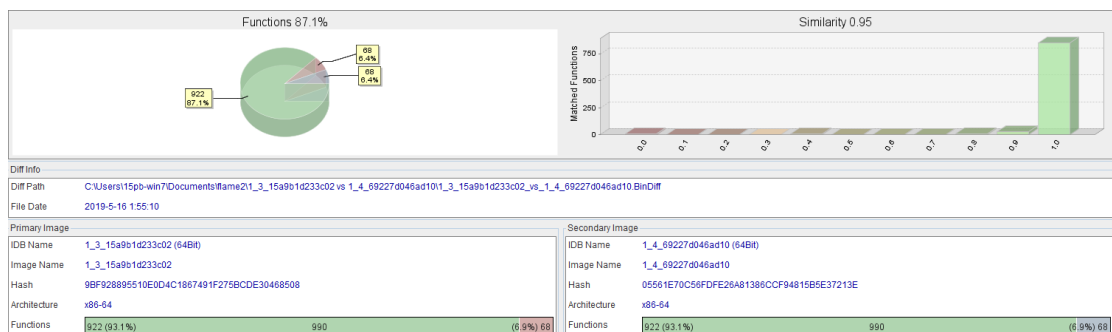 Functions 87.1%
68
6.4%
68
6.4%
922
87.1%
Similarity 0.95
Matched Functions
750
500
250
0
0.0 0.1 0.2 0.3 0.4 0.5 0.6 0.7 0.8 0.9 1.0
Diff Info
Diff Path C:\Users\15pb-win7\Documents\flame2\1_3_15a9b1d233c02 vs 1_4_69227d046ad10\1_3_15a9b1d233c02_vs_1_4_69227d046ad10.BinDiff
File Date 2019-5-16 1:55:10
Primary Image
IDB Name 1_3_15a9b1d233c02 (64Bit)
Image Name 1_3_15a9b1d233c02
Hash 9BF928895510E0D4C1867491F275BCDE30468508
Architecture x86-64
Functions 922 (93.1%) 990 (6.9%) 68
Secondary Image
IDB Name 1_4_69227d046ad10 (64Bit)
Image Name 1_4_69227d046ad10
Hash 05561E70C56FDFE26A81386CCF94815B5E37213E
Architecture x86-64
Functions 922 (93.1%) 990 (6.9%) 68